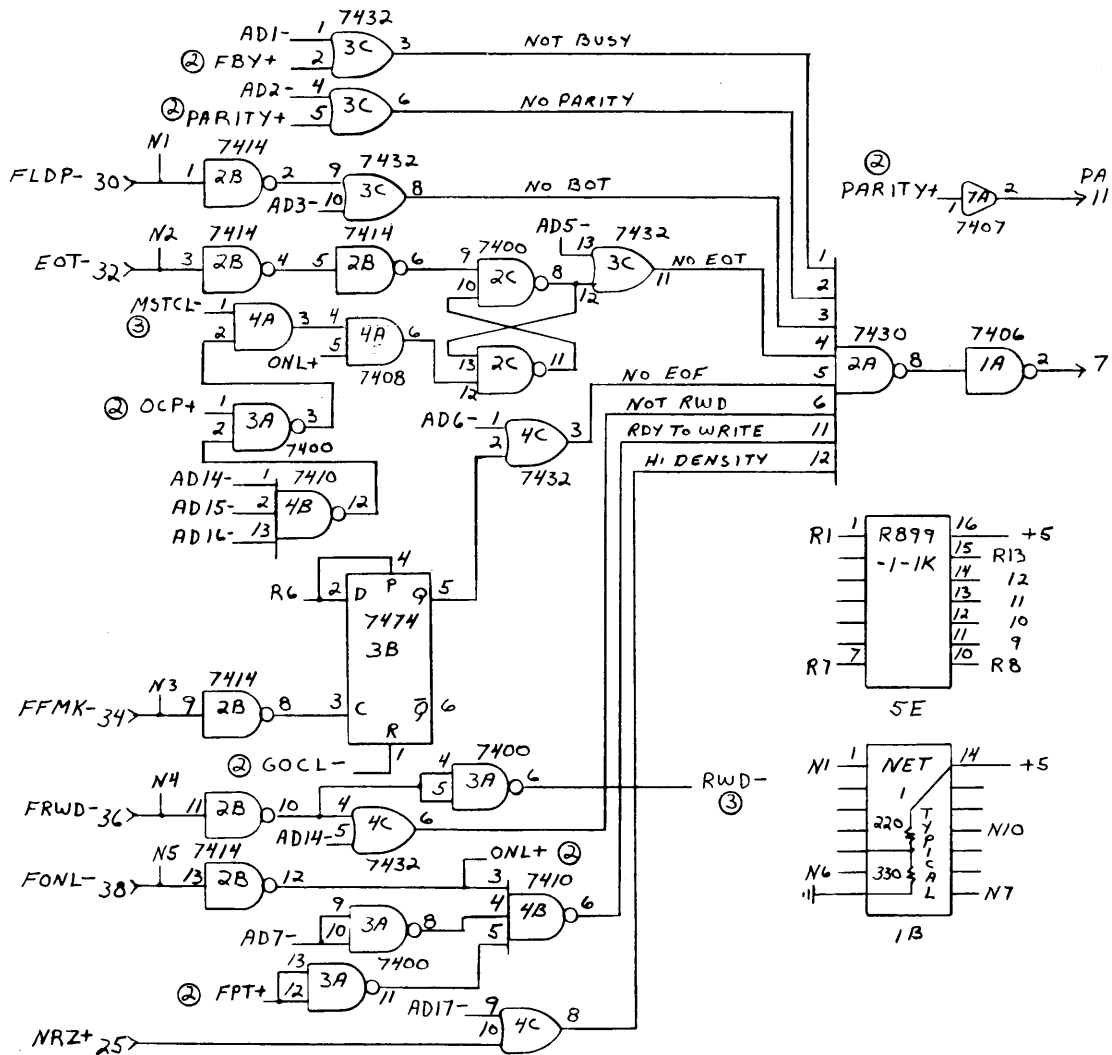 7432
AD1- 1 3C 3 NOT BUSY
② FBY+ 2
AD2- 4 3C 6 NO PARITY
② PARITY+ 5
N1 7414 7432
FLDP- 30 1 2B 2 9 3C 8 NO BOT
AD3- 10
② PARITY+ 1 7A 2 PA 11
7407
N2 7414 7414 7400 AD5- 13 7432
EOT- 32 3 2B 4 5 2B 6 9 2C 8 3C 11 NO EOT
10 12
MSTCL- 1 4A 3 4 4A 6
③ 2 ONL+ 5 7408
13 2C 11
12
1
2
3
4 7430 7406
5 2A 8 1A 2 7
6
11
12
NO EOF
NOT RWD
RDY TO WRITE
HI DENSITY
② OCP+ 1 3A 3
2 7400
AD6- 1 4C 3
2 7432
AD14- 1 7410
AD15- 2 4B 12
AD16- 13
4
R6 2 D P Q 5
7474
3B
N3 7414
FFMK- 34 9 2B 8 3 C Q̅ 6
R
1
② GOCL-
R1 1 R899 16 +5
-1-1K 15 R13
14 12
13 11
12 10
11 9
R7 7 10 R8
5E
N4 7400
4 3A 6 RWD-
5 ③
FRWD- 36 11 2B 10 4 4C 6
AD14- 5
7432
N5 7414 ONL+ ②
FONL- 38 13 2B 12 3 7410
4 4B 6
5
AD7- 9 3A 8
10 7400
② FPT+ 13 3A 11
12
AD17- 9 4C 8
NRZ+ 25 10
N1 1 NET 14 +5
1
220 TYPICAL N10
N6 330 N7
1B